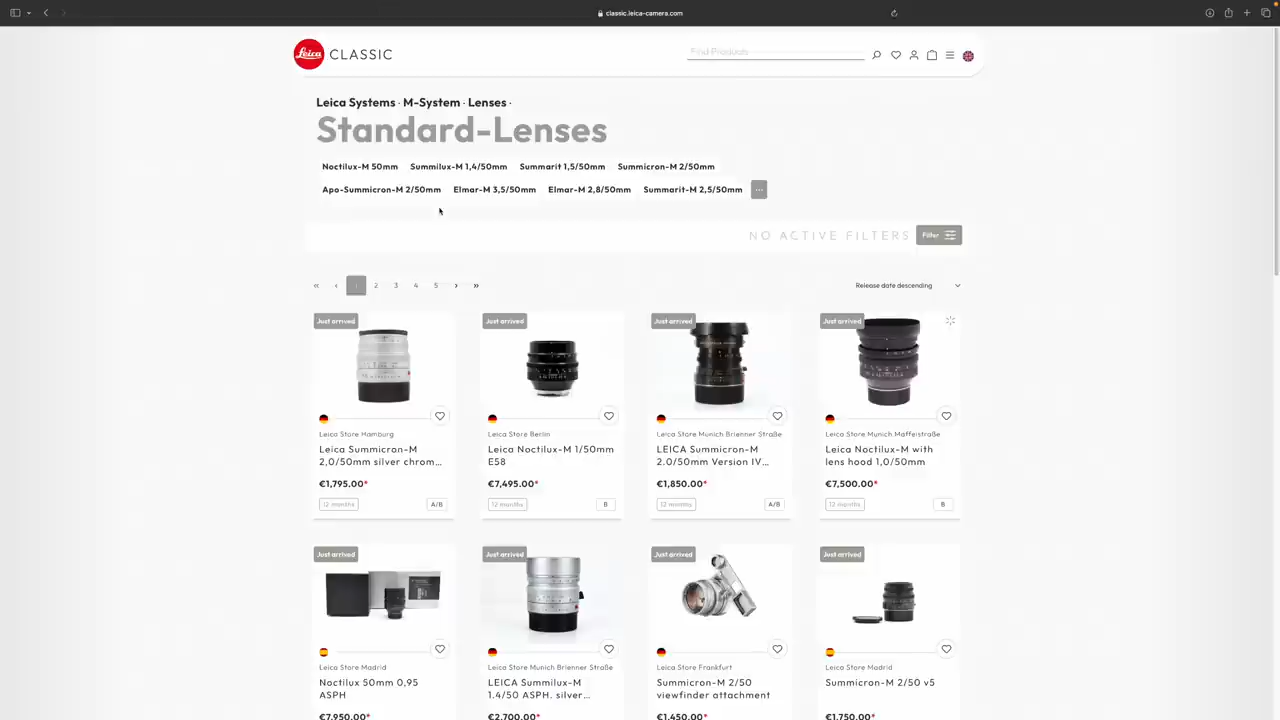 classic.leica-camera.com
Leica CLASSIC
Find Products
Leica Systems · M-System · Lenses ·
Standard-Lenses
Noctilux-M 50mm Summilux-M 1,4/50mm Summarit 1,5/50mm Summicron-M 2/50mm
Apo-Summicron-M 2/50mm Elmar-M 3,5/50mm Elmar-M 2,8/50mm Summarit-M 2,5/50mm ...
NO ACTIVE FILTERS Filter
« ‹ 1 2 3 4 5 › »
Release date descending
Just arrived
Leica Store Hamburg
Leica Summicron-M
2,0/50mm silver chrom...
€1,795.00*
12 months A/B
Just arrived
Leica Store Berlin
Leica Noctilux-M 1/50mm
E58
€7,495.00*
12 months B
Just arrived
Leica Store Munich Brienner Straße
LEICA Summicron-M
2.0/50mm Version IV...
€1,850.00*
12 months A/B
Just arrived
Leica Store Munich Maffeistraße
Leica Noctilux-M with
lens hood 1,0/50mm
€7,500.00*
12 months B
Just arrived
Leica Store Madrid
Noctilux 50mm 0,95
ASPH
€7,950.00*
Just arrived
Leica Store Munich Brienner Straße
LEICA Summilux-M
1.4/50 ASPH. silver...
€2,700.00*
Just arrived
Leica Store Frankfurt
Summicron-M 2/50
viewfinder attachment
€1,450.00*
Just arrived
Leica Store Madrid
Summicron-M 2/50 v5
€1,750.00*